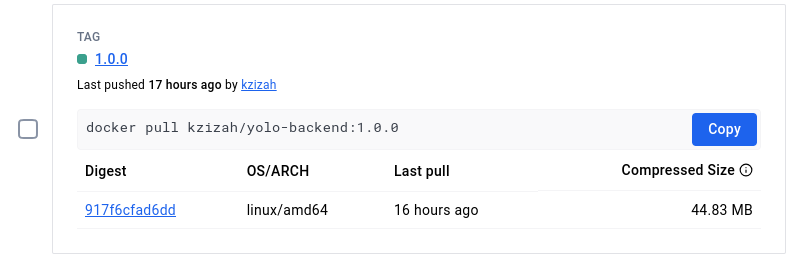 TAG
1.0.0
Last pushed 17 hours ago by kzizah
docker pull kzizah/yolo-backend:1.0.0
Copy
Digest OS/ARCH Last pull Compressed Size
917f6cfad6dd linux/amd64 16 hours ago 44.83 MB